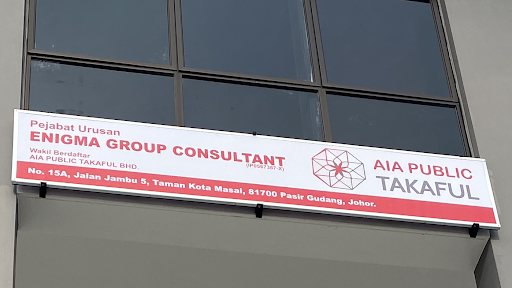 Pejabat Urusan
ENIGMA GROUP CONSULTANT
Wakil Berdaftar
AIA PUBLIC TAKAFUL BHD.
No. 15A, Jalan Jambu 5, Taman Kota Masai, 81700 Pasir Gudang, Johor.
AIA PUBLIC
TAKAFUL